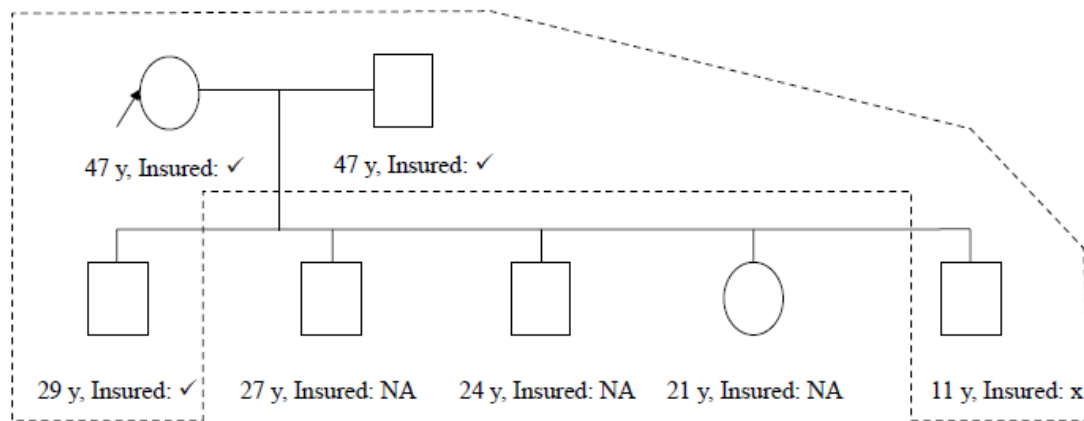 47 y, Insured: ✓
47 y, Insured: ✓
29 y, Insured: ✓
27 y, Insured: NA
24 y, Insured: NA
21 y, Insured: NA
11 y, Insured: x